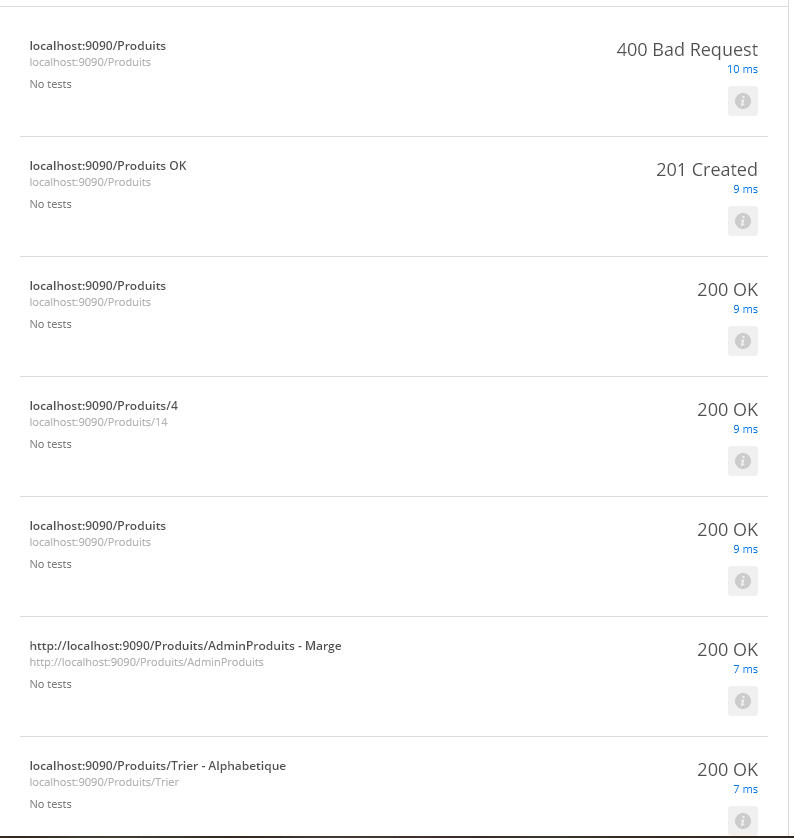 localhost:9090/Produits
400 Bad Request
localhost:9090/Produits
10 ms
No tests
localhost:9090/Produits OK
201 Created
localhost:9090/Produits
9 ms
No tests
localhost:9090/Produits
200 OK
localhost:9090/Produits
9 ms
No tests
localhost:9090/Produits/4
200 OK
localhost:9090/Produits/14
9 ms
No tests
localhost:9090/Produits
200 OK
localhost:9090/Produits
9 ms
No tests
http://localhost:9090/Produits/AdminProduits - Marge
200 OK
http://localhost:9090/Produits/AdminProduits
7 ms
No tests
localhost:9090/Produits/Trier - Alphabetique
200 OK
localhost:9090/Produits/Trier
7 ms
No tests